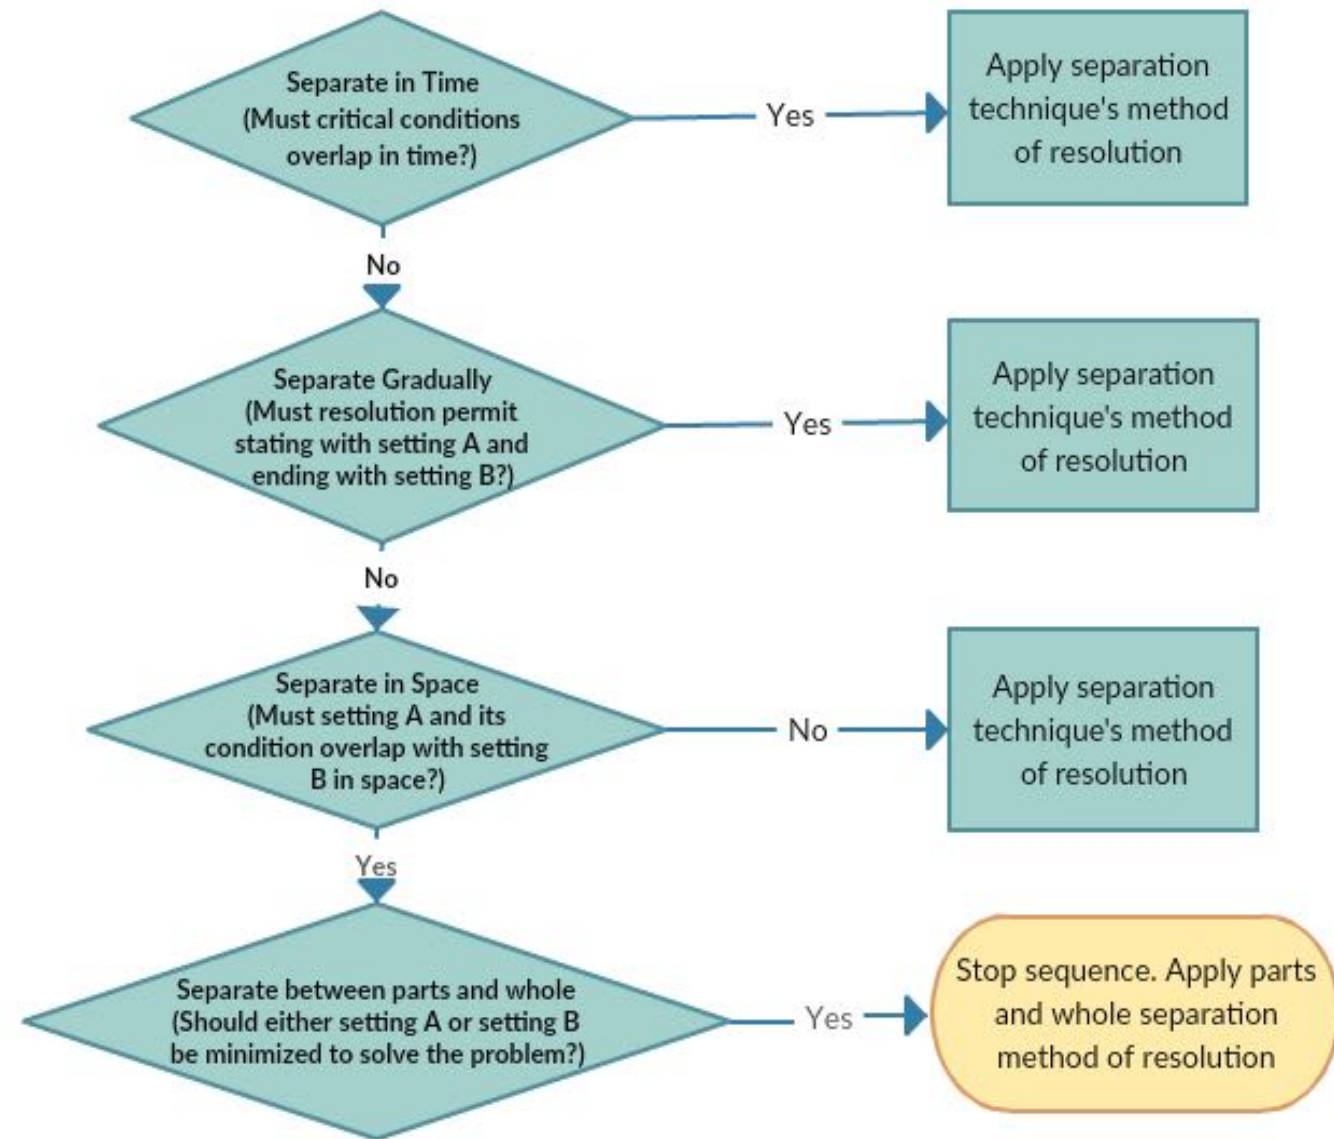 Separate in Time
(Must critical conditions
overlap in time?)
Yes
Apply separation
technique's method
of resolution
No
Separate Gradually
(Must resolution permit
stating with setting A and
ending with setting B?)
Yes
Apply separation
technique's method
of resolution
No
Separate in Space
(Must setting A and its
condition overlap with setting
B in space?)
No
Apply separation
technique's method
of resolution
Yes
Separate between parts and whole
(Should either setting A or setting B
be minimized to solve the problem?)
Yes
Stop sequence. Apply parts
and whole separation
method of resolution